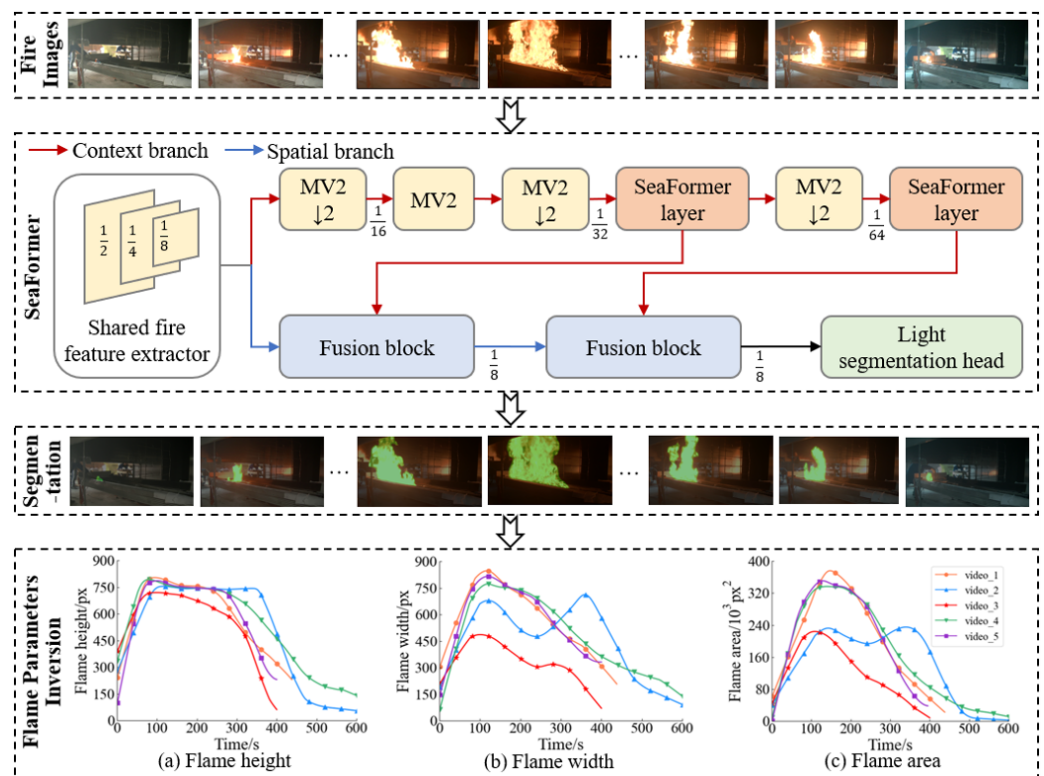 Fire
Images
...
...
SeaFormer
Context branch
Spatial branch
1/2
1/4
1/8
Shared fire
feature extractor
MV2
↓2
1/16
MV2
MV2
↓2
1/32
SeaFormer
layer
MV2
↓2
1/64
SeaFormer
layer
Fusion block
1/8
Fusion block
1/8
Light
segmentation head
Segmen
-tation
...
...
Flame Parameters
Inversion
Flame height/px
900
750
600
450
300
150
0
0 100 200 300 400 500 600
Time/s
(a) Flame height
Flame width/px
900
750
600
450
300
150
0
0 100 200 300 400 500 600
Time/s
(b) Flame width
Flame area/10³ px²
400
320
240
160
80
0
0 100 200 300 400 500 600
Time/s
(c) Flame area
video_1
video_2
video_3
video_4
video_5